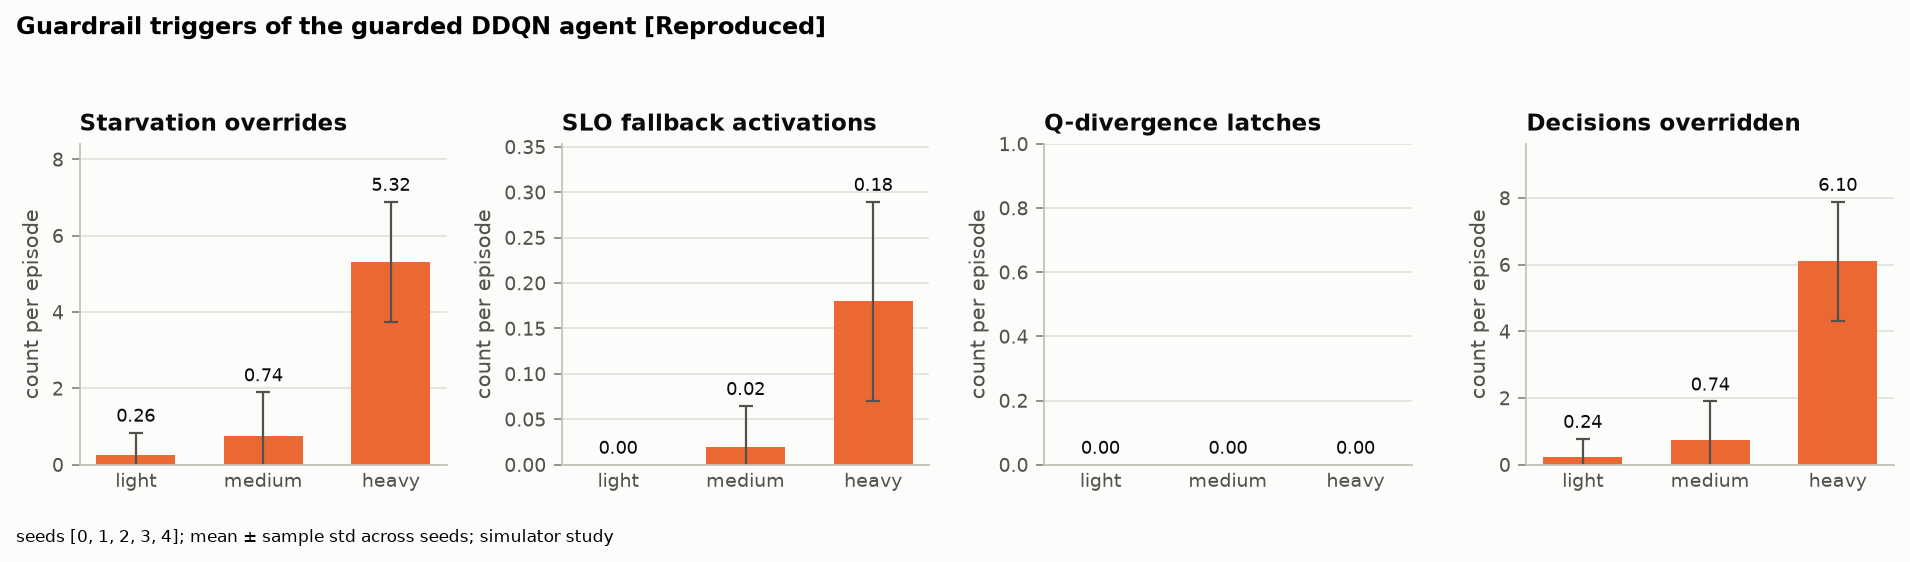 Guardrail triggers of the guarded DDQN agent [Reproduced]
Starvation overrides
count per episode
8
6
4
2
0
0.26
0.74
5.32
light
medium
heavy
SLO fallback activations
count per episode
0.35
0.30
0.25
0.20
0.15
0.10
0.05
0.00
0.00
0.02
0.18
light
medium
heavy
Q-divergence latches
count per episode
1.0
0.8
0.6
0.4
0.2
0.0
0.00
0.00
0.00
light
medium
heavy
Decisions overridden
count per episode
8
6
4
2
0
0.24
0.74
6.10
light
medium
heavy
seeds [0, 1, 2, 3, 4]; mean ± sample std across seeds; simulator study